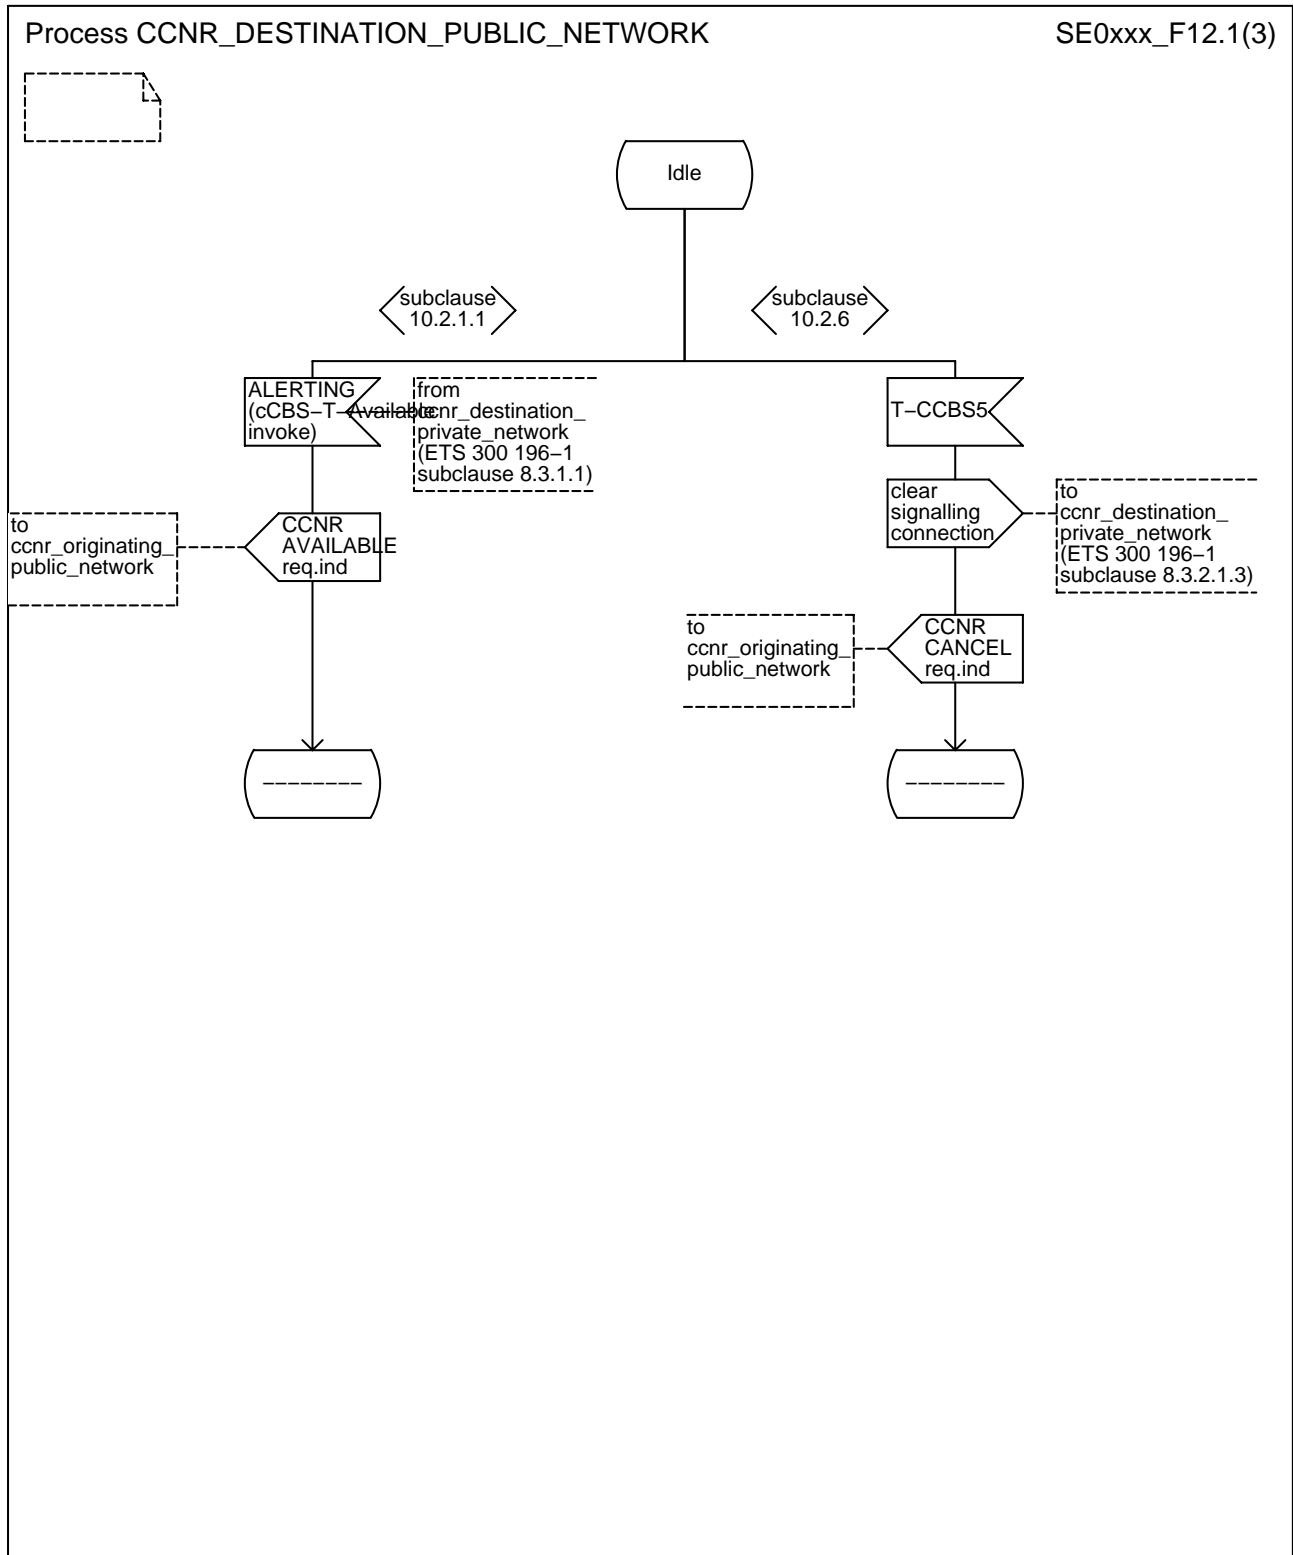 Process CCNR_DESTINATION_PUBLIC_NETWORK
SE0xxx_F12.1(3)
Idle
subclause
10.2.1.1
subclause
10.2.6
ALERTING
(cCBS–T–Available
invoke)
from
ccnr_destination_
private_network
(ETS 300 196–1
subclause 8.3.1.1)
T–CCBS5
clear
signalling
connection
to
ccnr_destination_
private_network
(ETS 300 196–1
subclause 8.3.2.1.3)
to
ccnr_originating_
public_network
CCNR
AVAILABLE
req.ind
to
ccnr_originating_
public_network
CCNR
CANCEL
req.ind
––––––––
––––––––